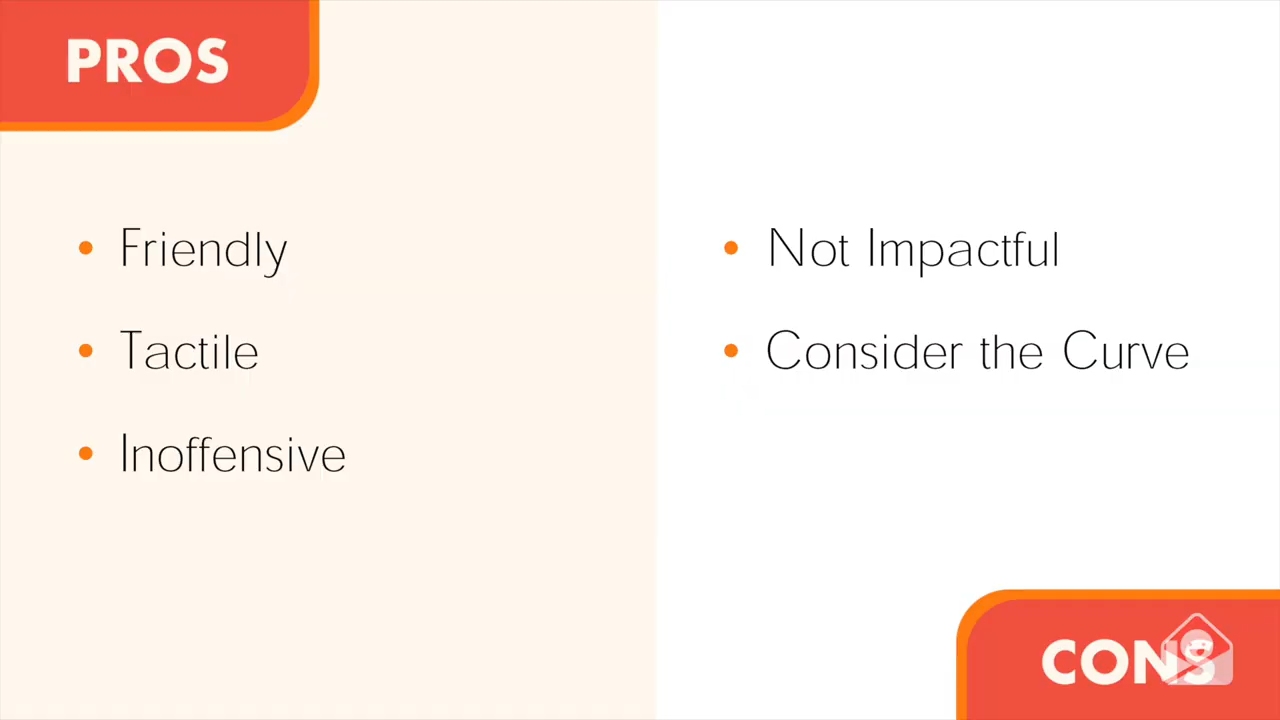 PROS
Friendly
Tactile
Inoffensive
Not Impactful
Consider the Curve
CONS